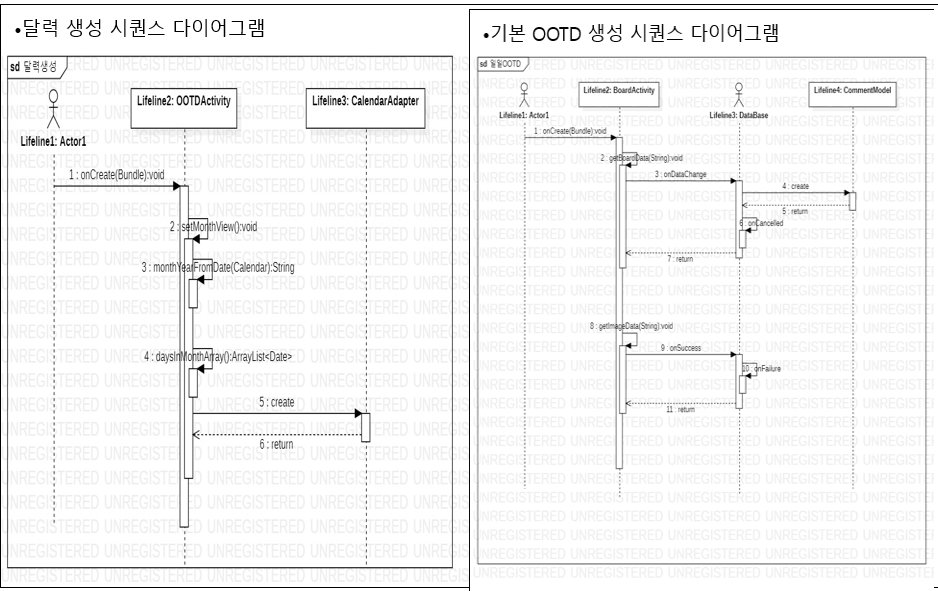 •달력 생성 시퀀스 다이어그램
sd 달력생성
Lifeline1: Actor1
Lifeline2: OOTDActivity
Lifeline3: CalendarAdapter
1 : onCreate(Bundle):void
2 : setMonthView():void
3 : monthYearFromDate(Calendar):String
4 : daysInMonthArray():ArrayList<Date>
5 : create
6 : return
•기본 OOTD 생성 시퀀스 다이어그램
sd 일일OOTD
Lifeline1: Actor1
Lifeline2: BoardActivity
Lifeline3: DataBase
Lifeline4: CommentModel
1 : onCreate(Bundle):void
2 : getBoardData(String):void
3 : onDataChange
4 : create
5 : return
6 : onCancelled
7 : return
8 : getImageData(String):void
9 : onSuccess
10 : onFailure
11 : return
UNREGISTERED